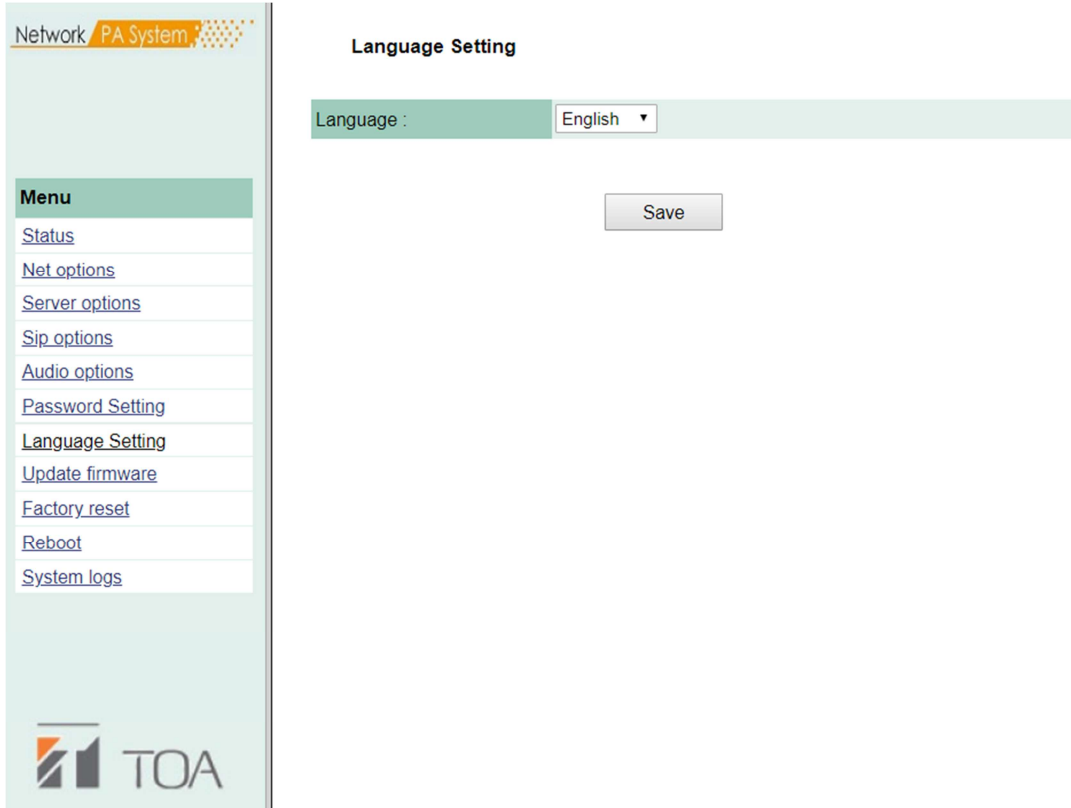 Network PA System
Language Setting
Language :
English
Save
Menu
Status
Net options
Server options
Sip options
Audio options
Password Setting
Language Setting
Update firmware
Factory reset
Reboot
System logs
TOA